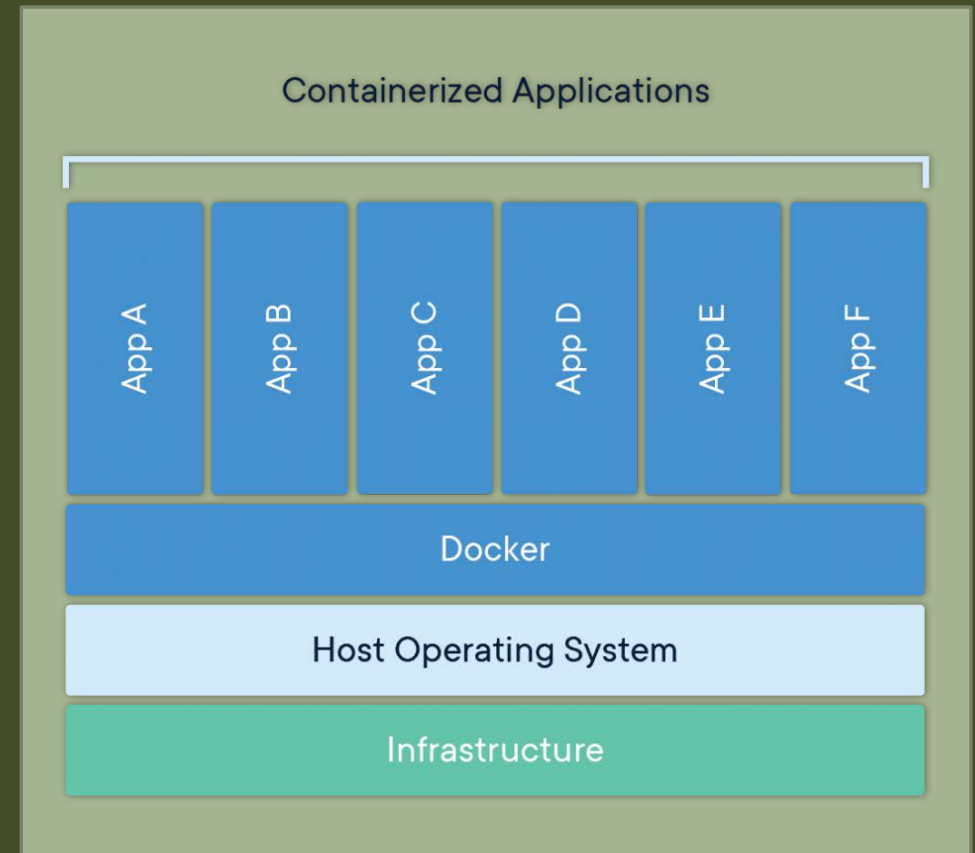 Containerized Applications
App A
App B
App C
App D
App E
App F
Docker
Host Operating System
Infrastructure